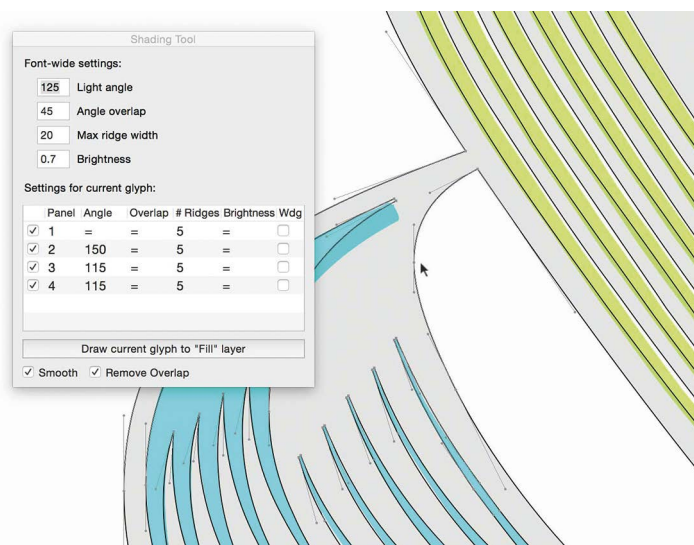 Shading Tool
Font-wide settings:
125 Light angle
45 Angle overlap
20 Max ridge width
0.7 Brightness
Settings for current glyph:
Panel Angle Overlap # Ridges Brightness Wdg
1 = = 5 =
2 150 = 5 =
3 115 = 5 =
4 115 = 5 =
Draw current glyph to "Fill" layer
Smooth Remove Overlap